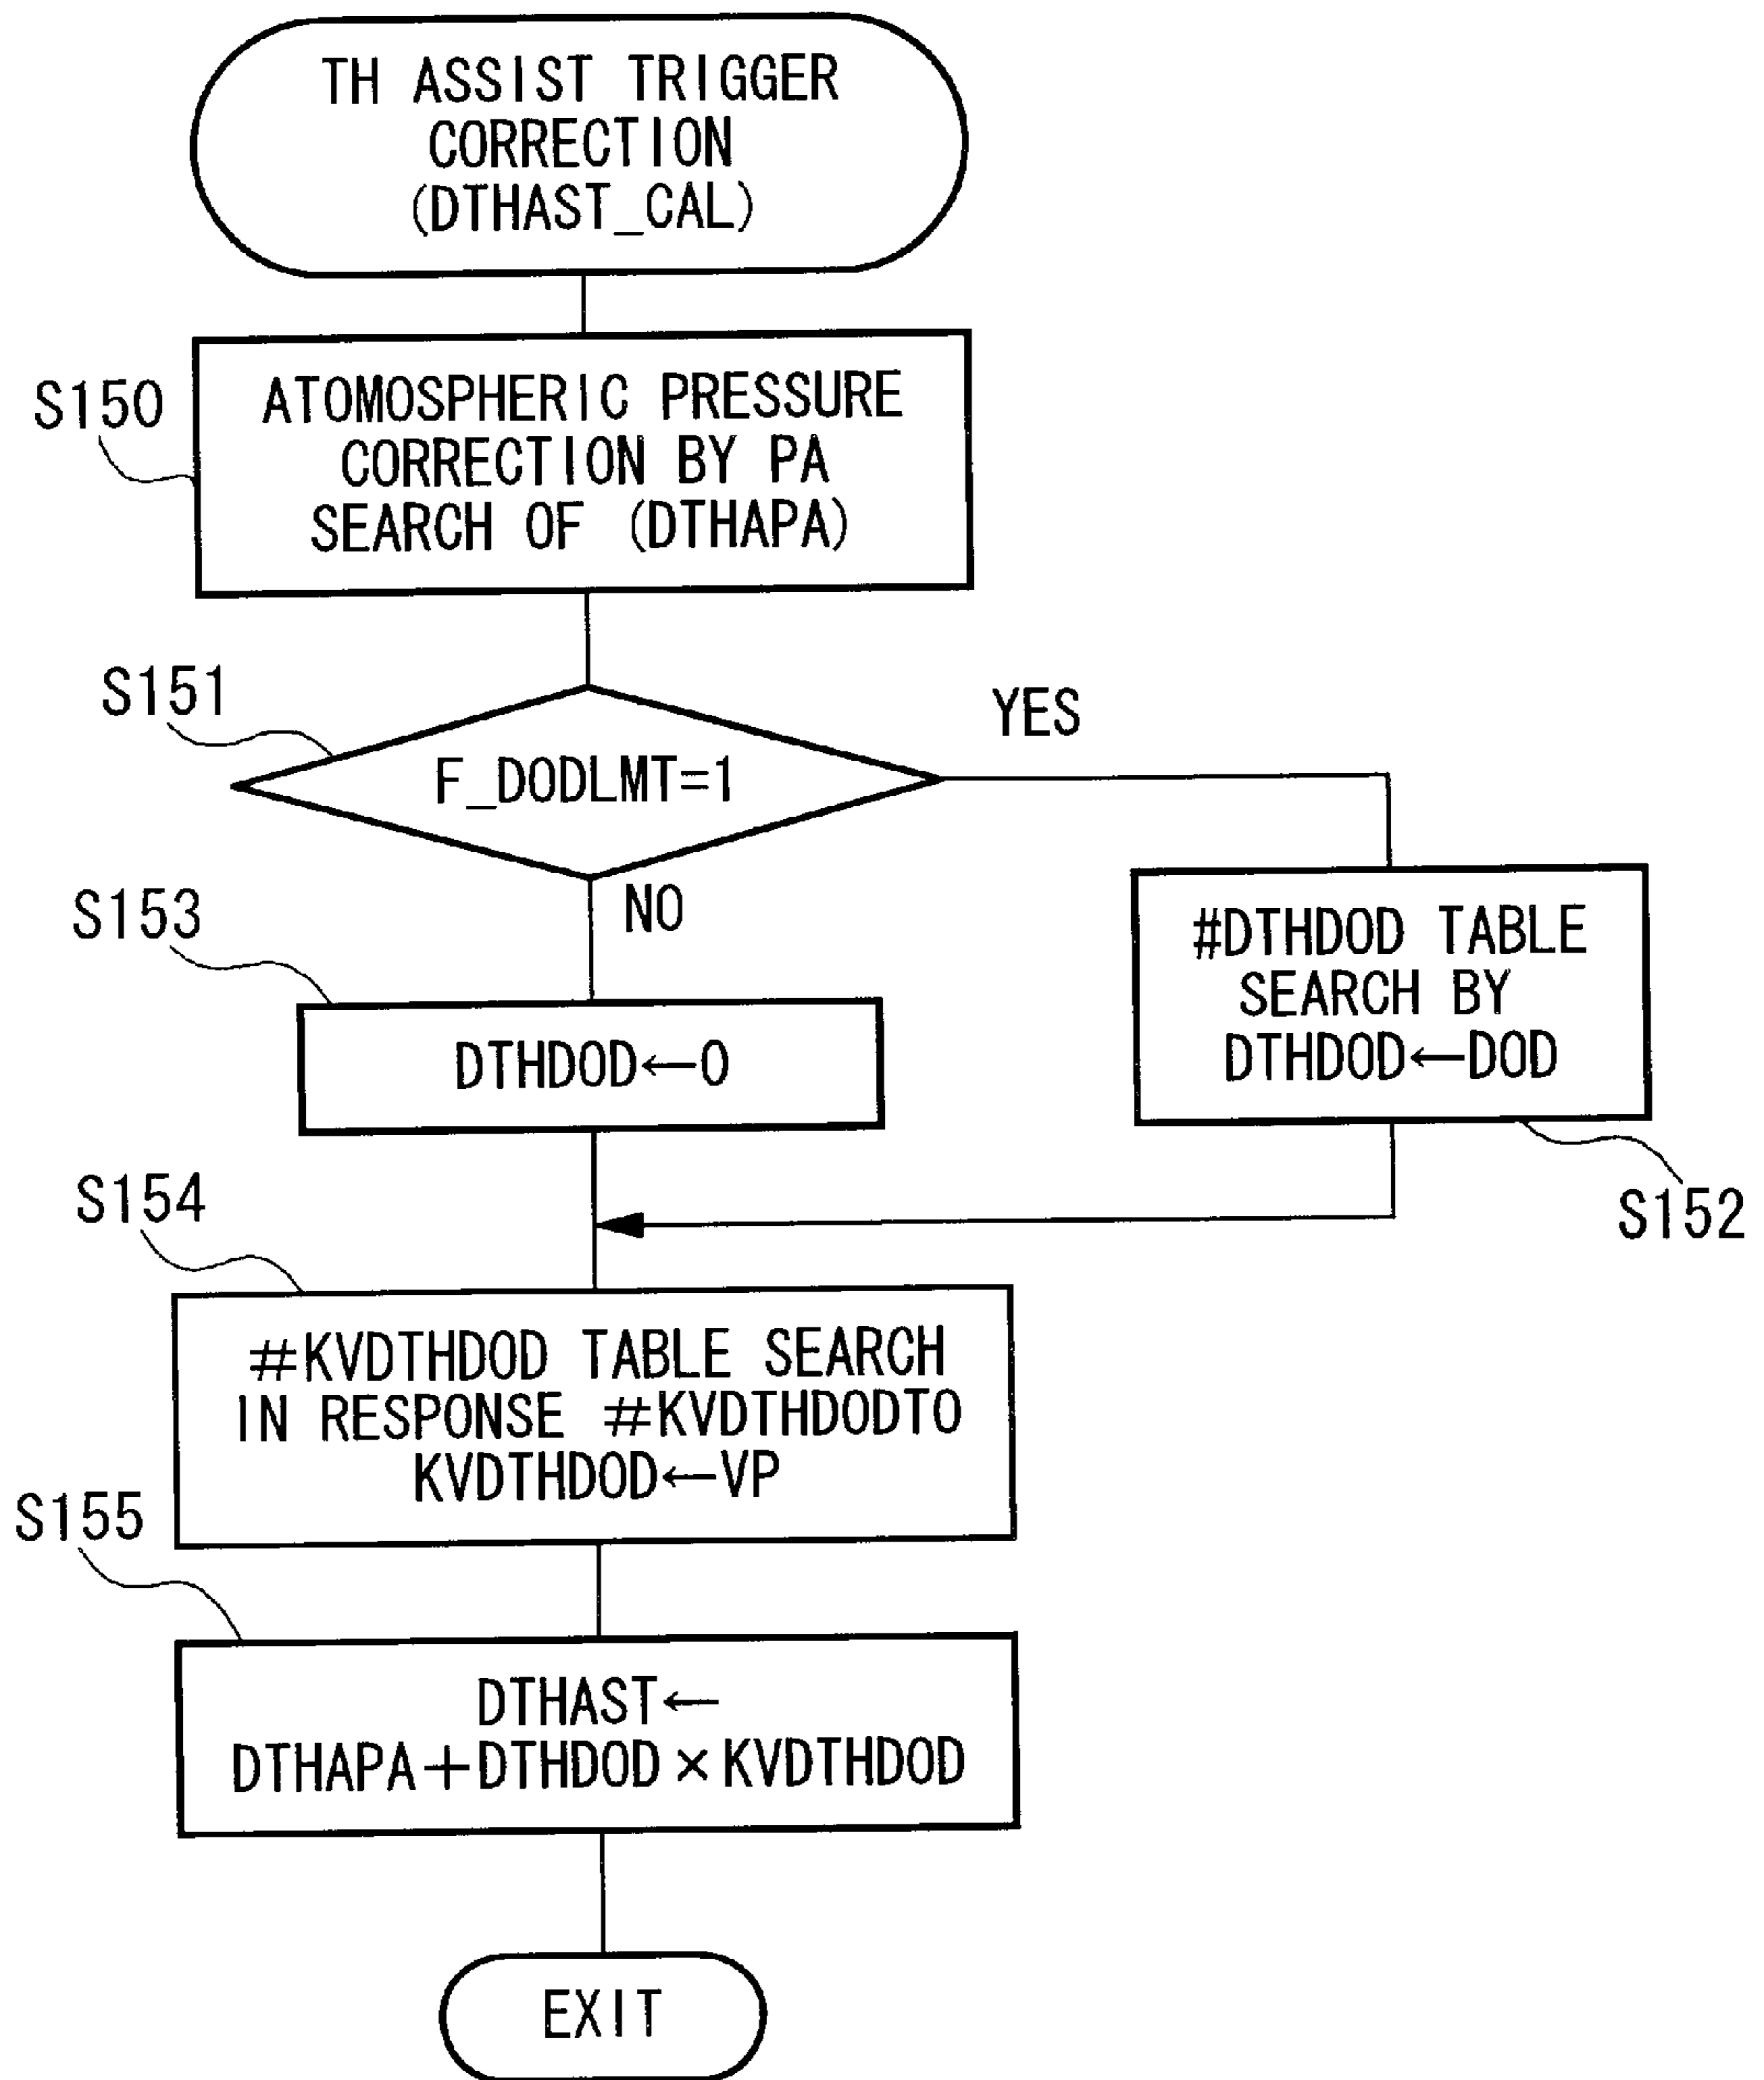 TH ASSIST TRIGGER
CORRECTION
(DTHAST_CAL)
S150
ATOMOSPHERIC PRESSURE
CORRECTION BY PA
SEARCH OF (DTHAPA)
S151
F_DODLMT=1
YES
NO
S153
DTHDOD←0
#DTHDOD TABLE
SEARCH BY
DTHDOD←DOD
S152
S154
#KVDTHDOD TABLE SEARCH
IN RESPONSE #KVDTHDODTO
KVDTHDOD←VP
S155
DTHAST←
DTHAPA+DTHDOD×KVDTHDOD
EXIT